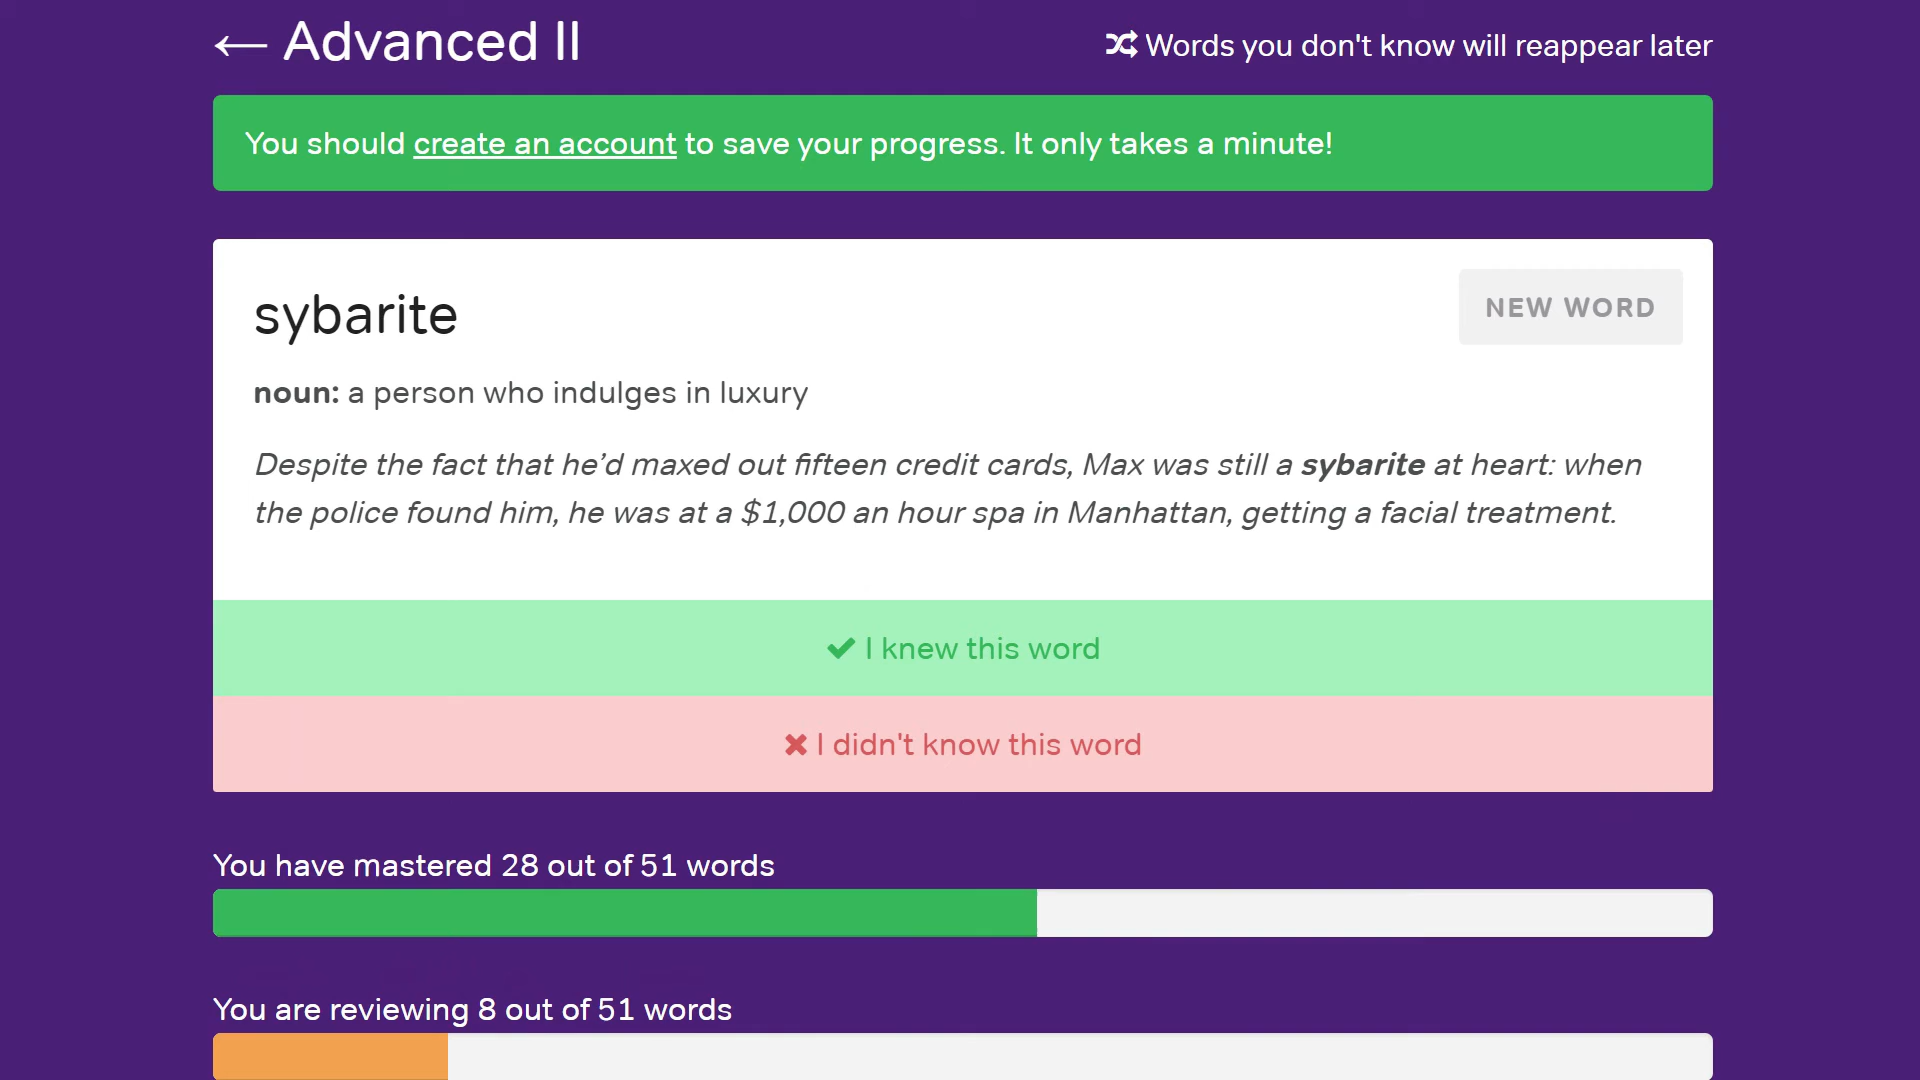 ← Advanced II
Words you don't know will reappear later
You should create an account to save your progress. It only takes a minute!
sybarite
NEW WORD
noun: a person who indulges in luxury
Despite the fact that he’d maxed out fifteen credit cards, Max was still a sybarite at heart: when
the police found him, he was at a $1,000 an hour spa in Manhattan, getting a facial treatment.
I knew this word
I didn't know this word
You have mastered 28 out of 51 words
You are reviewing 8 out of 51 words